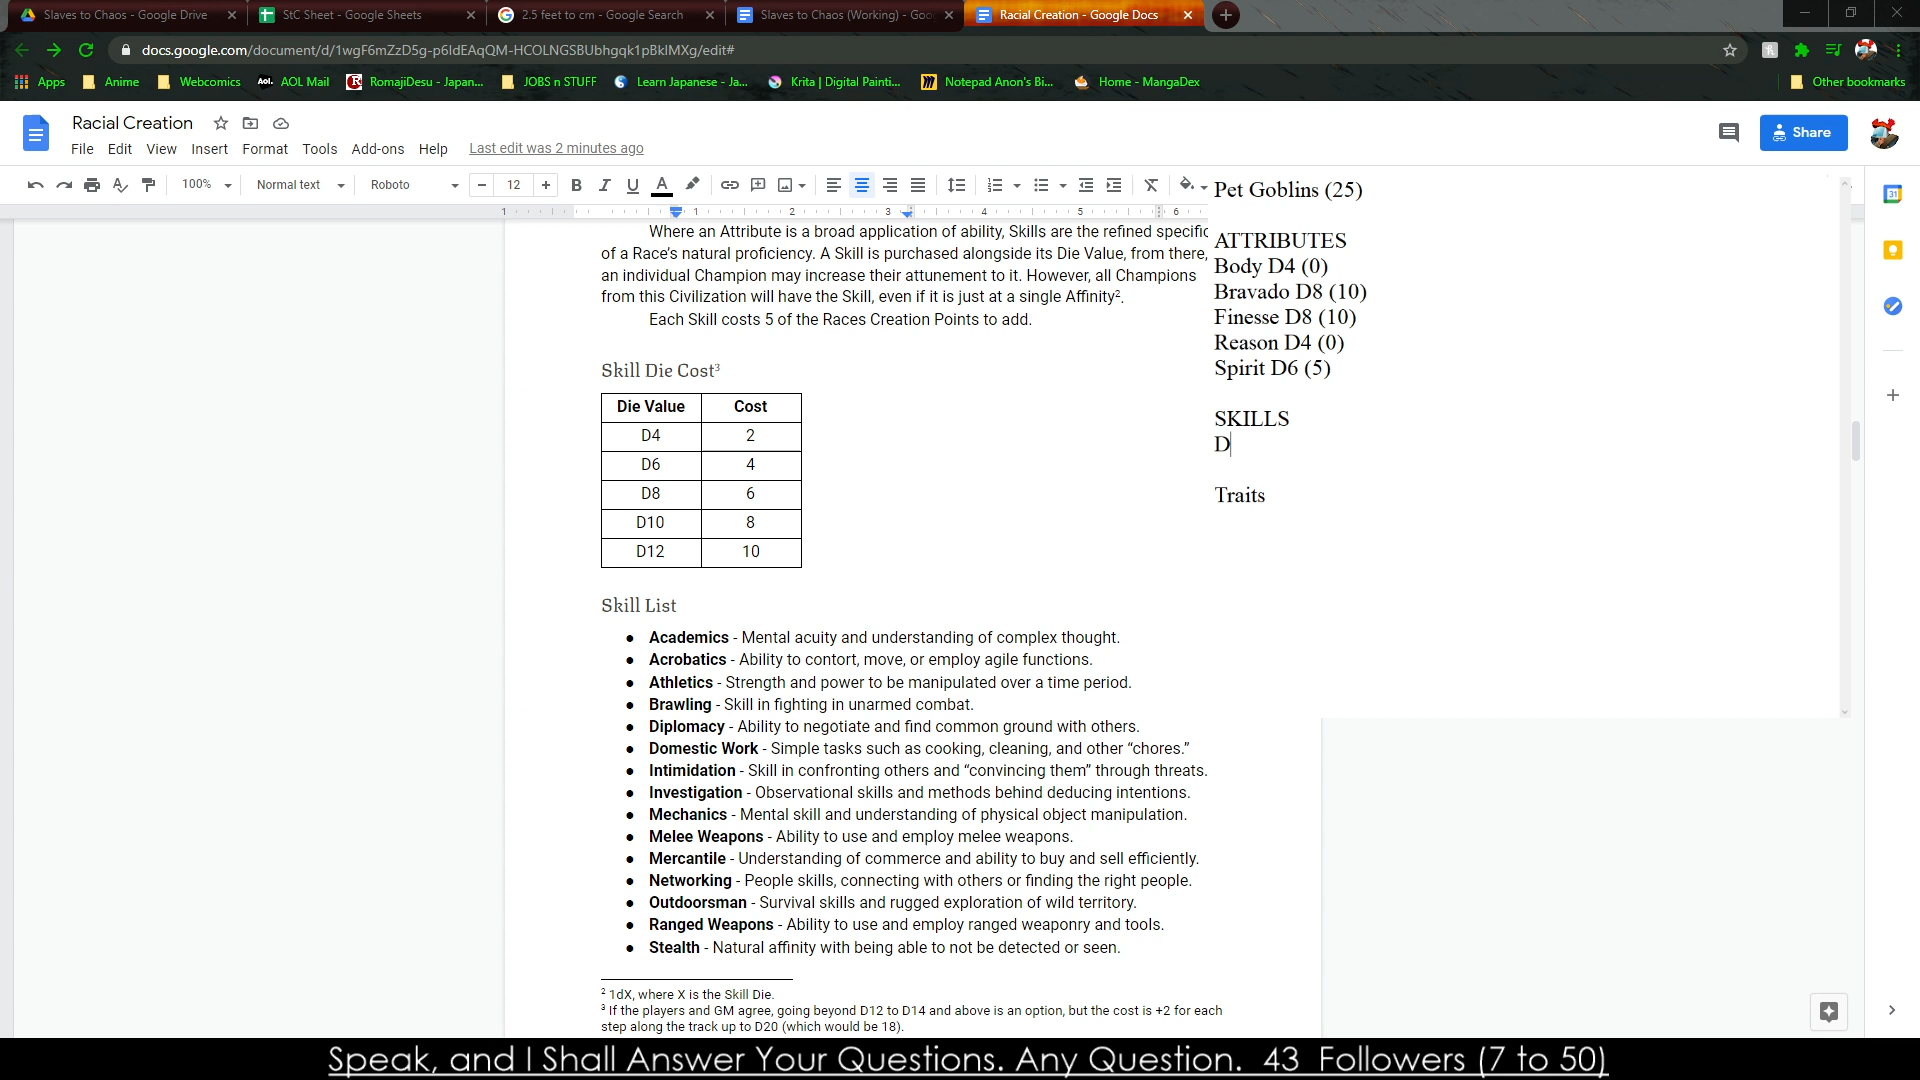 Slaves to Chaos - Google Drive
StC Sheet - Google Sheets
2.5 feet to cm - Google Search
Slaves to Chaos (Working) - Goo
Racial Creation - Google Docs
docs.google.com/document/d/1wgF6mZzD5g-p6ldEAqQM-HCOLNGSBUbhgqk1pBklMXg/edit#
Apps
Anime
Webcomics
Aol.
AOL Mail
RomajiDesu - Japan...
JOBS n STUFF
Learn Japanese - Ja...
Krita | Digital Painti...
Notepad Anon's Bi...
Home - MangaDex
Other bookmarks
Racial Creation
File Edit View Insert Format Tools Add-ons Help Last edit was 2 minutes ago
Share
100% Normal text Roboto 12
B I U A
1 1 2 3 4 5 6
31
Where an Attribute is a broad application of ability, Skills are the refined specific
of a Race's natural proficiency. A Skill is purchased alongside its Die Value, from there,
an individual Champion may increase their attunement to it. However, all Champions
from this Civilization will have the Skill, even if it is just at a single Affinity².
Each Skill costs 5 of the Races Creation Points to add.
Skill Die Cost³
Die Value Cost
D4 2
D6 4
D8 6
D10 8
D12 10
Skill List
● Academics - Mental acuity and understanding of complex thought.
● Acrobatics - Ability to contort, move, or employ agile functions.
● Athletics - Strength and power to be manipulated over a time period.
● Brawling - Skill in fighting in unarmed combat.
● Diplomacy - Ability to negotiate and find common ground with others.
● Domestic Work - Simple tasks such as cooking, cleaning, and other “chores.”
● Intimidation - Skill in confronting others and “convincing them” through threats.
● Investigation - Observational skills and methods behind deducing intentions.
● Mechanics - Mental skill and understanding of physical object manipulation.
● Melee Weapons - Ability to use and employ melee weapons.
● Mercantile - Understanding of commerce and ability to buy and sell efficiently.
● Networking - People skills, connecting with others or finding the right people.
● Outdoorsman - Survival skills and rugged exploration of wild territory.
● Ranged Weapons - Ability to use and employ ranged weaponry and tools.
● Stealth - Natural affinity with being able to not be detected or seen.
² 1dX, where X is the Skill Die.
³ If the players and GM agree, going beyond D12 to D14 and above is an option, but the cost is +2 for each
step along the track up to D20 (which would be 18).
Pet Goblins (25)
ATTRIBUTES
Body D4 (0)
Bravado D8 (10)
Finesse D8 (10)
Reason D4 (0)
Spirit D6 (5)
SKILLS
D
Traits
Speak, and I Shall Answer Your Questions. Any Question. 43 Followers (7 to 50)